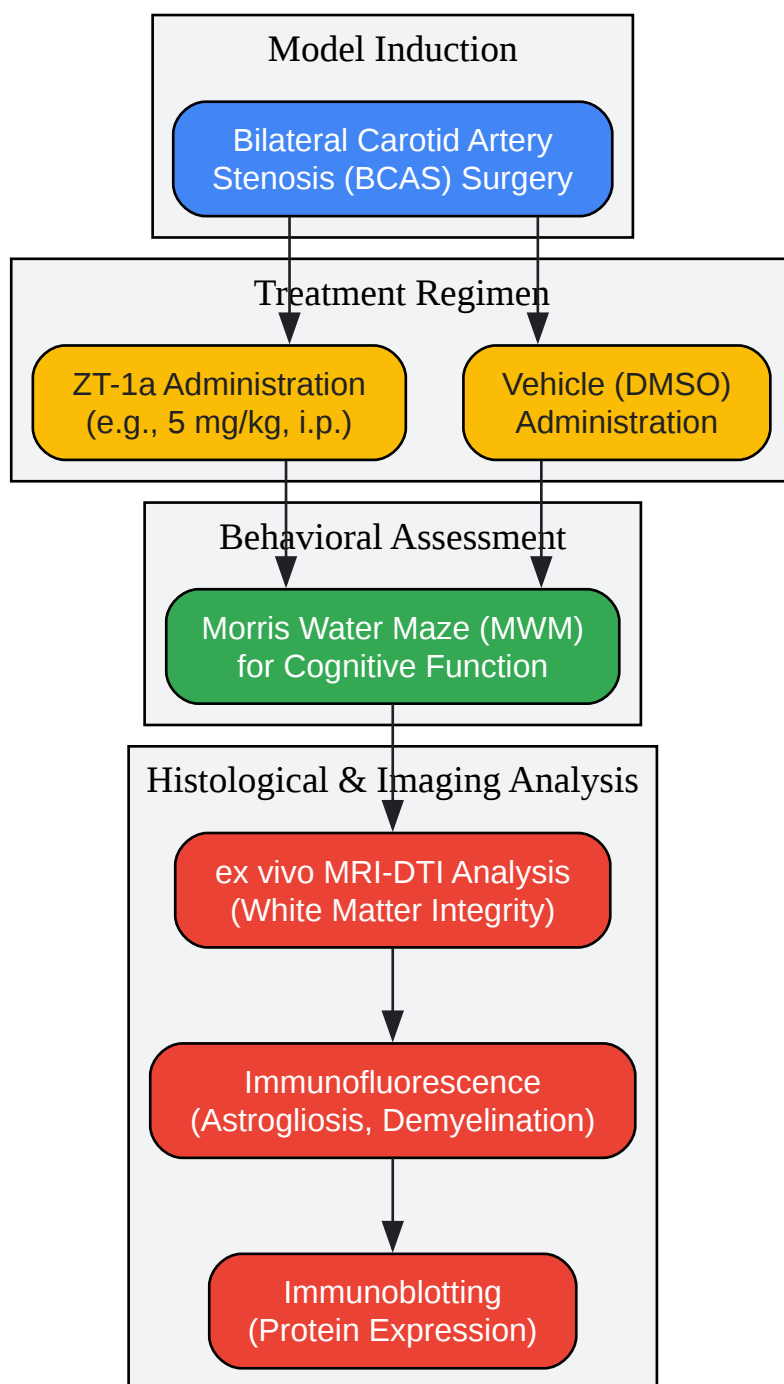 Model Induction
Bilateral Carotid Artery
Stenosis (BCAS) Surgery
Treatment Regimen
ZT-1a Administration
(e.g., 5 mg/kg, i.p.)
Vehicle (DMSO)
Administration
Behavioral Assessment
Morris Water Maze (MWM)
for Cognitive Function
Histological & Imaging Analysis
ex vivo MRI-DTI Analysis
(White Matter Integrity)
Immunofluorescence
(Astrogliosis, Demyelination)
Immunoblotting
(Protein Expression)